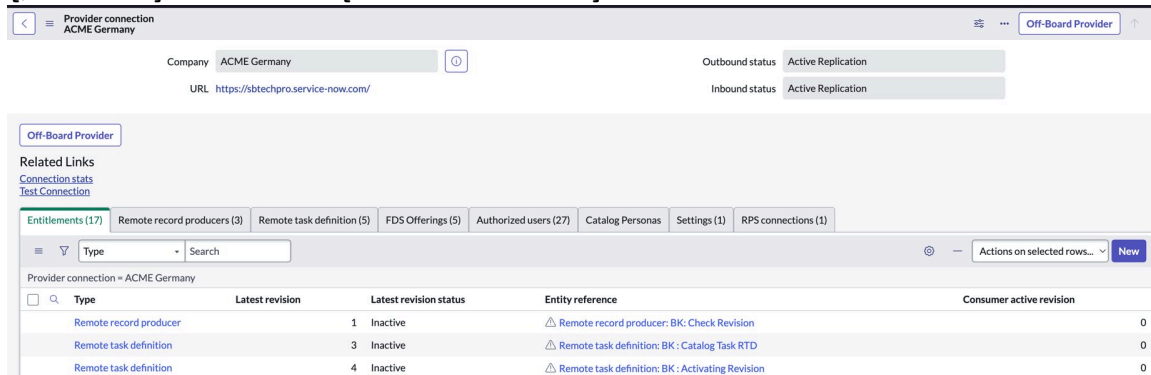 Provider connection
ACME Germany
Off-Board Provider
Company ACME Germany
Outbound status Active Replication
URL https://sbtechpro.service-now.com/
Inbound status Active Replication
Off-Board Provider
Related Links
Connection stats
Test Connection
Entitlements (17) Remote record producers (3) Remote task definition (5) FDS Offerings (5) Authorized users (27) Catalog Personas Settings (1) RPS connections (1)
Type Search Actions on selected rows... New
Provider connection = ACME Germany
Type Latest revision Latest revision status Entity reference Consumer active revision
Remote record producer 1 Inactive Remote record producer: BK: Check Revision 0
Remote task definition 3 Inactive Remote task definition: BK : Catalog Task RTD 0
Remote task definition 4 Inactive Remote task definition: BK : Activating Revision 0